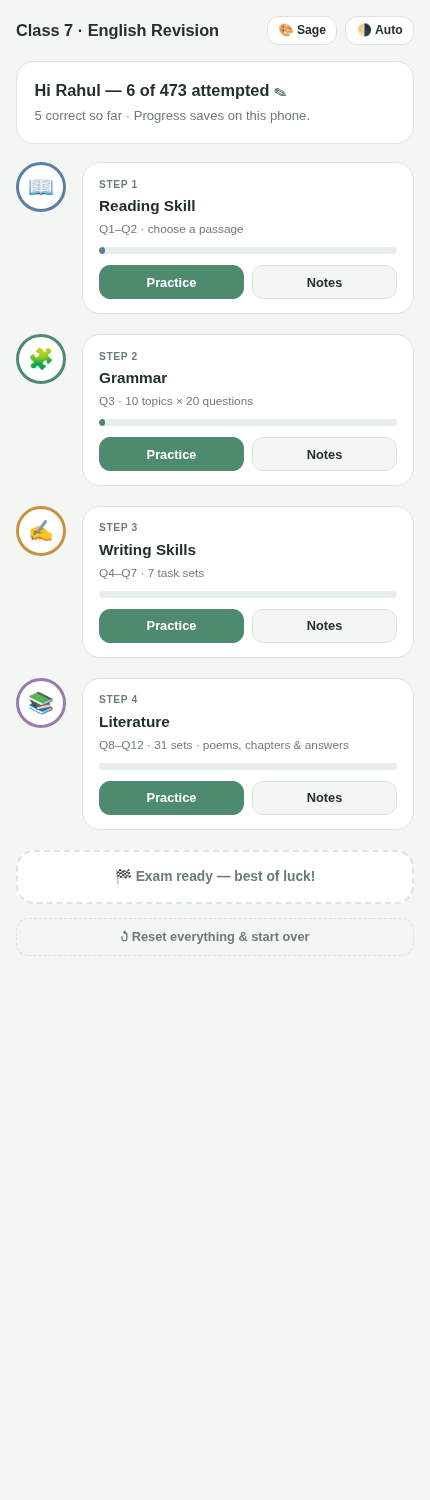 Class 7 · English Revision
🎨 Sage
🌗 Auto
Hi Rahul — 6 of 473 attempted ✎
5 correct so far · Progress saves on this phone.
STEP 1
Reading Skill
Q1–Q2 · choose a passage
Practice
Notes
STEP 2
Grammar
Q3 · 10 topics × 20 questions
Practice
Notes
STEP 3
Writing Skills
Q4–Q7 · 7 task sets
Practice
Notes
STEP 4
Literature
Q8–Q12 · 31 sets · poems, chapters & answers
Practice
Notes
🏁 Exam ready — best of luck!
↺ Reset everything & start over